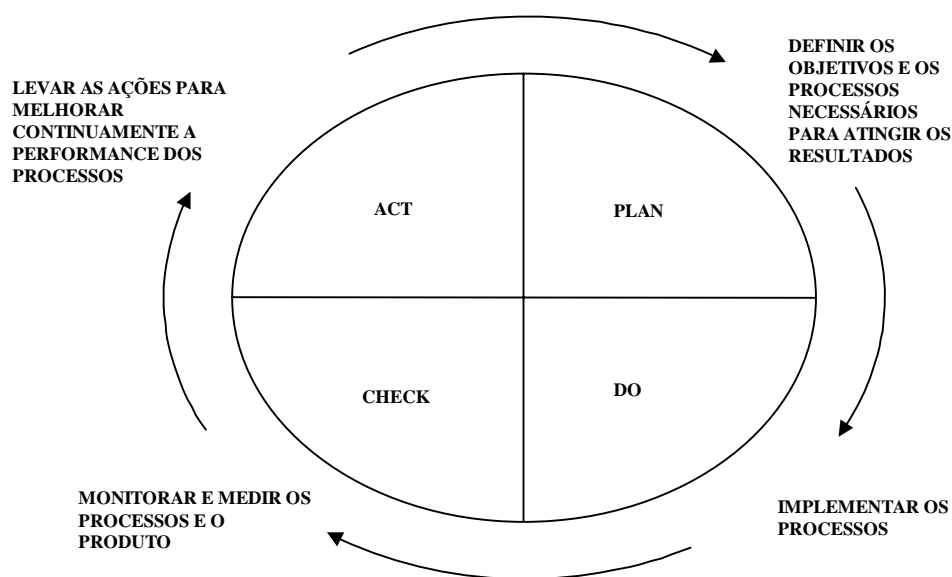 DEFINIR OS
OBJETIVOS E OS
PROCESSOS
NECESSÁRIOS
PARA ATINGIR OS
RESULTADOS
LEVAR AS AÇÕES PARA
MELHORAR
CONTINUAMENTE A
PERFORMANCE DOS
PROCESSOS
ACT
PLAN
CHECK
DO
MONITORAR E MEDIR OS
PROCESSOS E O
PRODUTO
IMPLEMENTAR OS
PROCESSOS